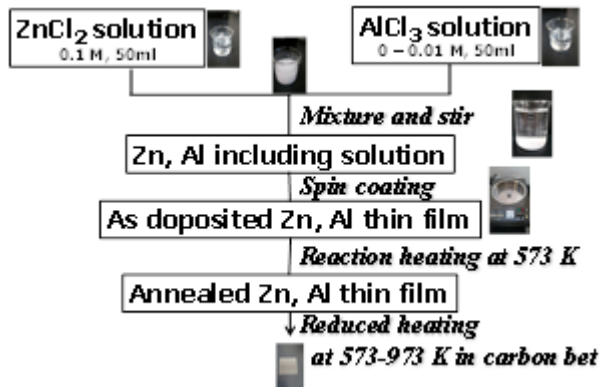 ZnCl2 solution
0.1 M, 50ml
AlCl3 solution
0 – 0.01 M, 50ml
Mixture and stir
Zn, Al including solution
Spin coating
As doposited Zn, Al thin film
Reaction heating at 573 K
Annealed Zn, Al thin film
Reduced heating
at 573-973 K in carbon bet